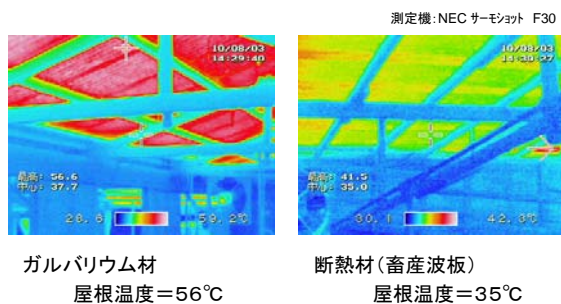 測定機:NEC サーモショット F30
10/08/03
14:29:40
最高: 56.6
中心: 37.7
28.6 59.2℃
10/08/03
14:30:27
最高: 41.5
中心: 35.0
30.1 42.8℃
ガルバリウム材
屋根温度=56℃
断熱材(畜産波板)
屋根温度=35℃